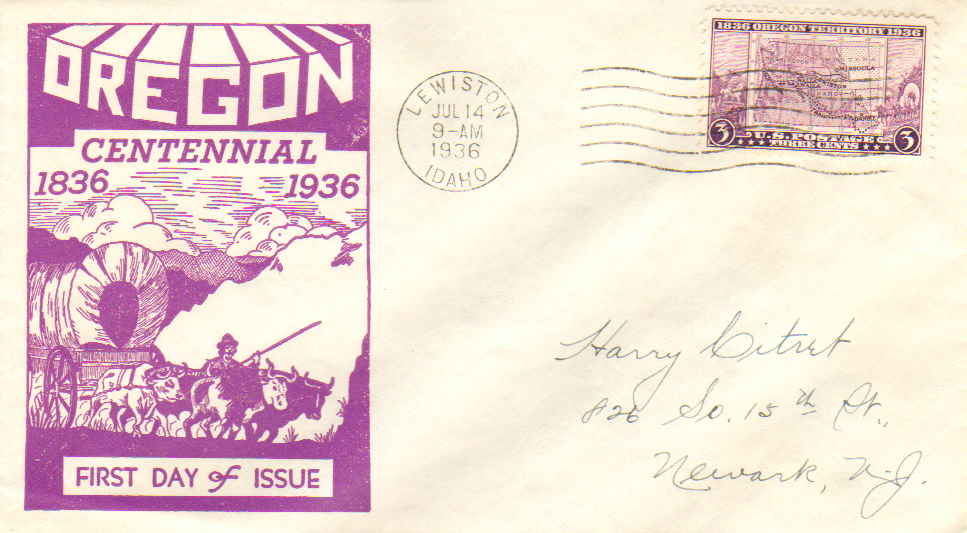 OREGON
CENTENNIAL
1836 1936
FIRST DAY of ISSUE
LEWISTON
JUL 14
9-AM
1936
IDAHO
1836 OREGON TERRITORY 1936
MISSOULA
3 U.S. POSTAGE 3
THREE CENTS
Harry
826 So. 15th St.,
Newark, N.J.